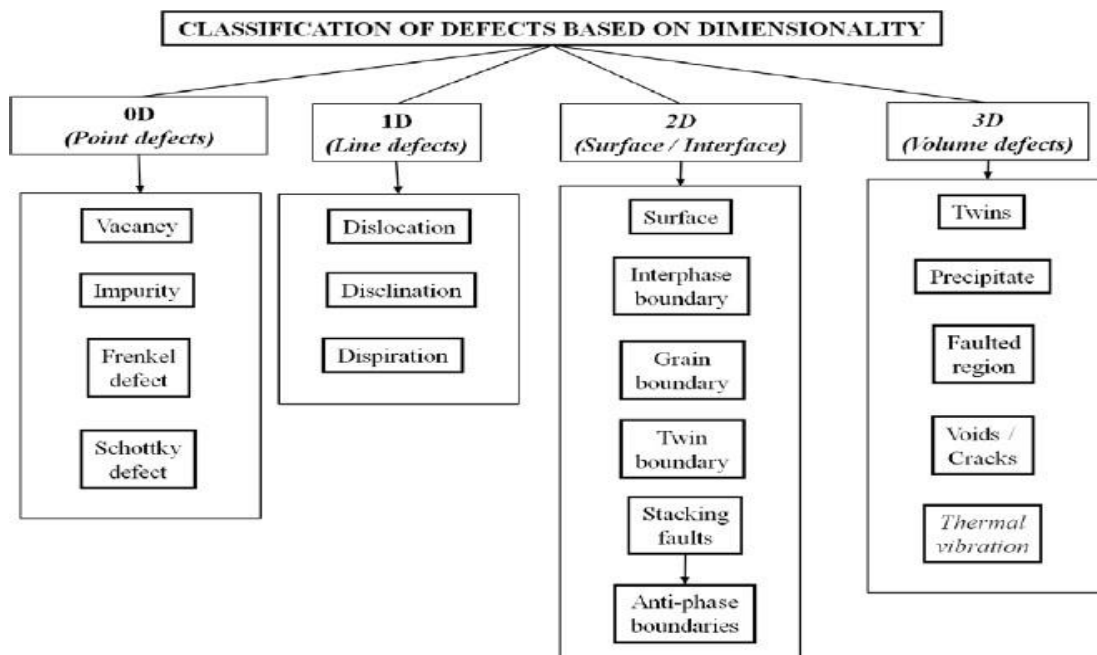 CLASSIFICATION OF DEFECTS BASED ON DIMENSIONALITY
0D
(Point defects)
Vacancy
Impurity
Frenkel
defect
Schottky
defect
1D
(Line defects)
Dislocation
Disclination
Dispiration
2D
(Surface / Interface)
Surface
Interphase
boundary
Grain
boundary
Twin
boundary
Stacking
faults
Anti-phase
boundaries
3D
(Volume defects)
Twins
Precipitate
Faulted
region
Voids /
Cracks
Thermal
vibration